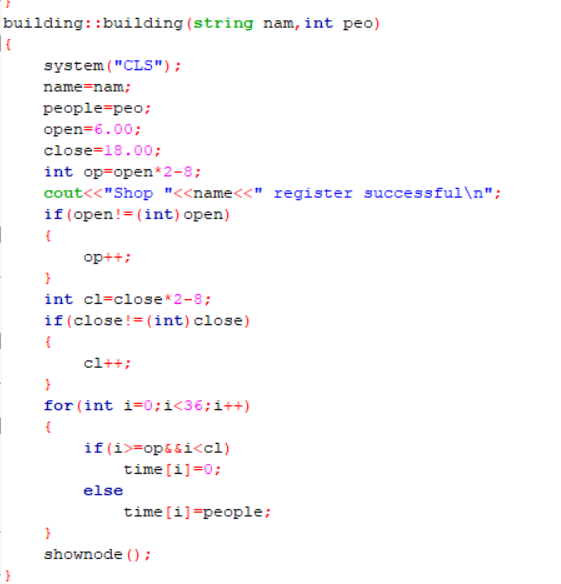 }
building::building(string nam,int peo)
{
    system("CLS");
    name=nam;
    people=peo;
    open=6.00;
    close=18.00;
    int op=open*2-8;
    cout<<"Shop "<<name<<" register successful\n";
    if(open!=(int)open)
    {
        op++;
    }
    int cl=close*2-8;
    if(close!=(int)close)
    {
        cl++;
    }
    for(int i=0;i<36;i++)
    {
        if(i>=op&&i<cl)
            time[i]=0;
        else
            time[i]=people;
    }
    shownode();
}